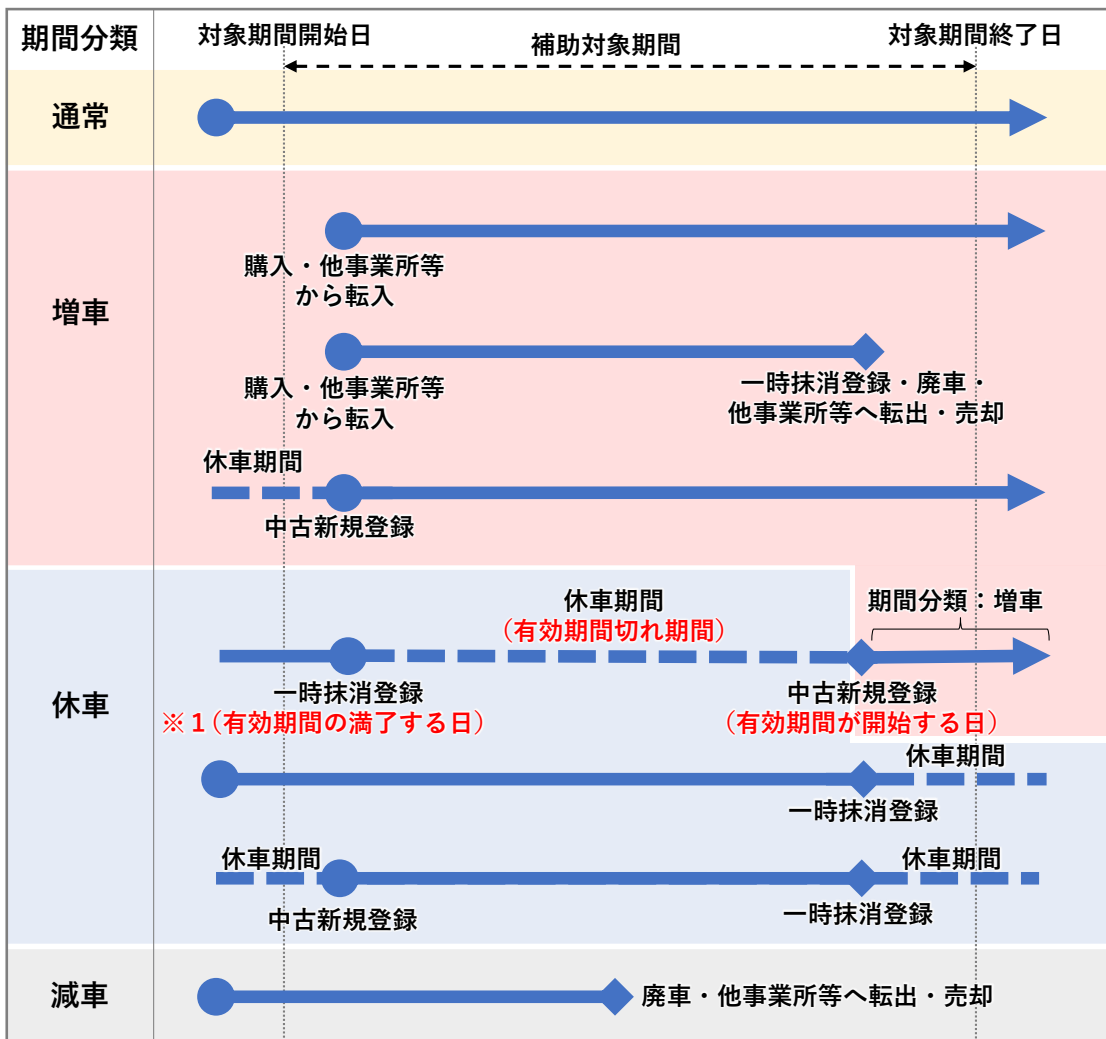 期間分類
対象期間開始日
補助対象期間
対象期間終了日
通常
増車
購入・他事業所等
から転入
購入・他事業所等
から転入
一時抹消登録・廃車・
他事業所等へ転出・売却
休車期間
中古新規登録
休車
休車期間
(有効期間切れ期間)
期間分類：増車
一時抹消登録
※1(有効期間の満了する日)
中古新規登録
(有効期間が開始する日)
休車期間
一時抹消登録
休車期間
休車期間
中古新規登録
一時抹消登録
減車
廃車・他事業所等へ転出・売却